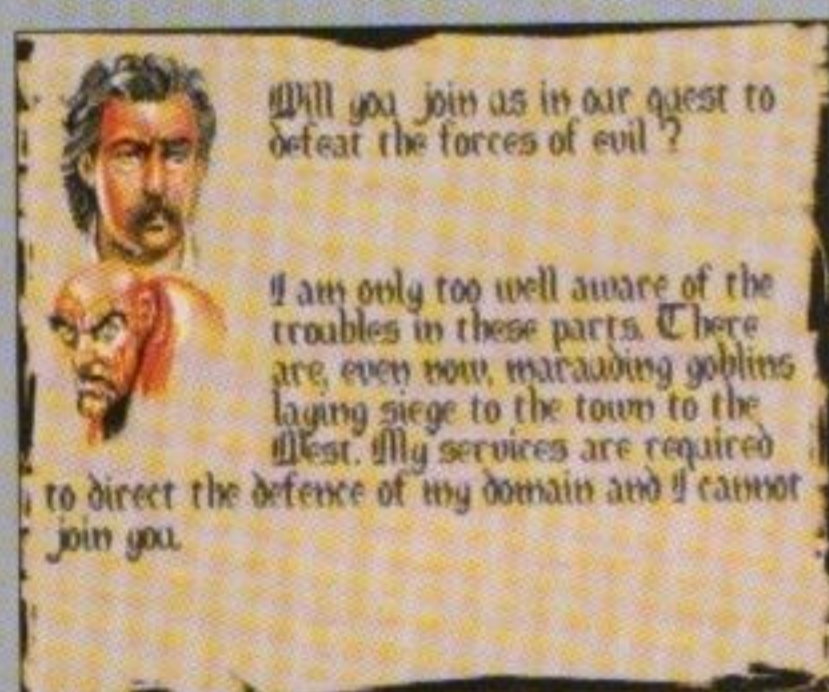 Will you join us in our quest to
defeat the forces of evil ?
I am only too well aware of the
troubles in these parts. There
are, even now, marauding goblins
laying siege to the town to the
West. My services are required
to direct the defence of my domain and I cannot
join you.